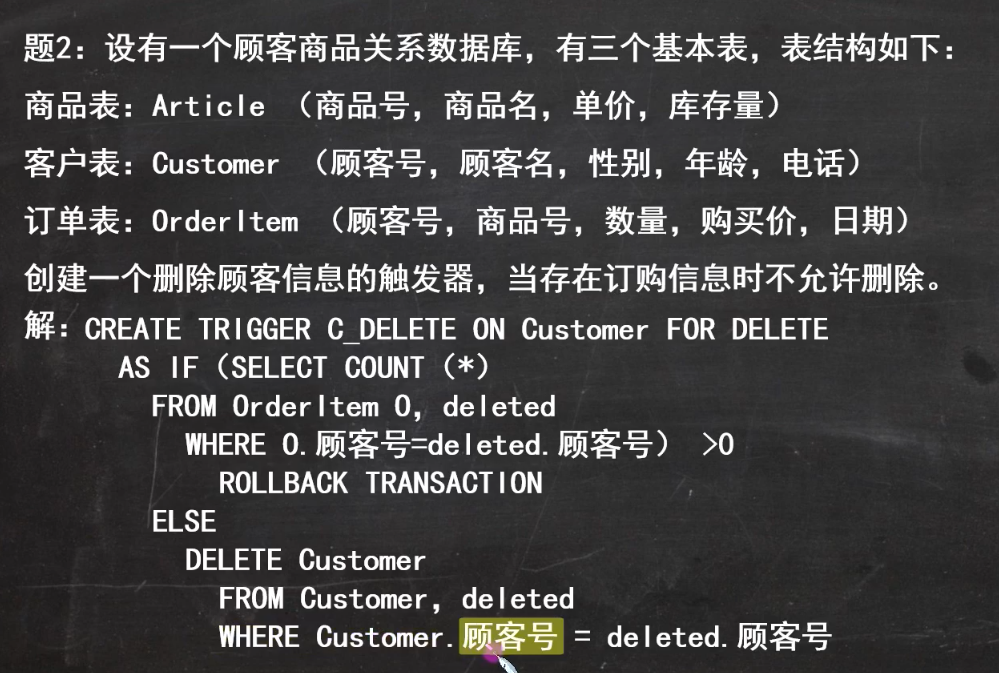 题2：设有一个顾客商品关系数据库，有三个基本表，表结构如下：
商品表：Article （商品号，商品名，单价，库存量）
客户表：Customer （顾客号，顾客名，性别，年龄，电话）
订单表：OrderItem （顾客号，商品号，数量，购买价，日期）
创建一个删除顾客信息的触发器，当存在订购信息时不允许删除。
解：CREATE TRIGGER C_DELETE ON Customer FOR DELETE
AS IF（SELECT COUNT（*）
FROM OrderItem O, deleted
WHERE O.顾客号=deleted.顾客号） >0
ROLLBACK TRANSACTION
ELSE
DELETE Customer
FROM Customer, deleted
WHERE Customer.顾客号 = deleted.顾客号